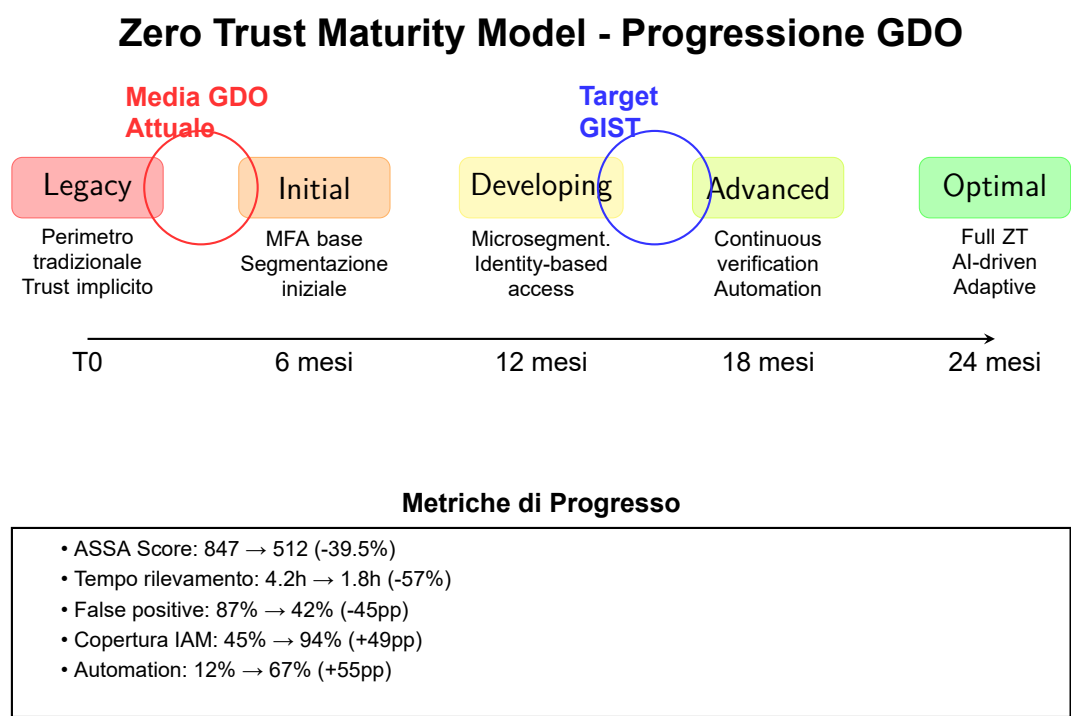 Zero Trust Maturity Model - Progressione GDO
Media GDO
Attuale
Target
GIST
Legacy
Initial
Developing
Advanced
Optimal
Perimetro
tradizionale
Trust implicito
MFA base
Segmentazione
iniziale
Microsegment.
Identity-based
access
Continuous
verification
Automation
Full ZT
AI-driven
Adaptive
T0
6 mesi
12 mesi
18 mesi
24 mesi
Metriche di Progresso
• ASSA Score: 847 → 512 (-39.5%)
• Tempo rilevamento: 4.2h → 1.8h (-57%)
• False positive: 87% → 42% (-45pp)
• Copertura IAM: 45% → 94% (+49pp)
• Automation: 12% → 67% (+55pp)